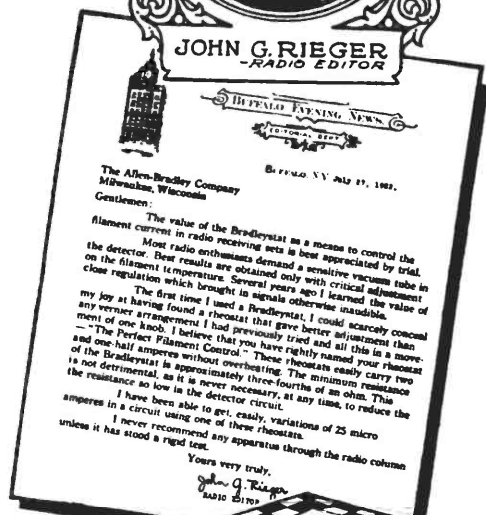 JOHN G. RIEGER
-RADIO EDITOR
BUFFALO EVENING NEWS
EDITORIAL DEPT.
BUFFALO, N.Y. July 17,
The Allen-Bradley Company
Milwaukee, Wisconsin
Gentlemen:
The value of the Bradleystat as a means to control the
filament current in radio receiving sets is best appreciated by trial.
Most radio enthusiasts demand a sensitive vacuum tube in
the detector. Best results are obtained only with critical adjustment
on the filament temperature. Several years ago I learned the value of
close regulation which brought in signals otherwise inaudible.
The first time I used a Bradleystat, I could scarcely conceal
my joy at having found a rheostat that gave better adjustment than
any vernier arrangement I had previously tried and all this in a move-
ment of one knob. I believe that you have rightly named your rheostat
— "The Perfect Filament Control." These rheostats easily carry two
and one-half amperes without overheating. The minimum resistance
of the Bradleystat is approximately three-fourths of an ohm. This
is not detrimental, as it is never necessary, at any time, to reduce the
the resistance so low in the detector circuit.
I have been able to get, easily, variations of 25 micro
amperes in a circuit using one of these rheostats.
I never recommend any apparatus through the radio column
unless it has stood a rigid test.
Yours very truly,
John G. Rieger
RADIO EDITOR